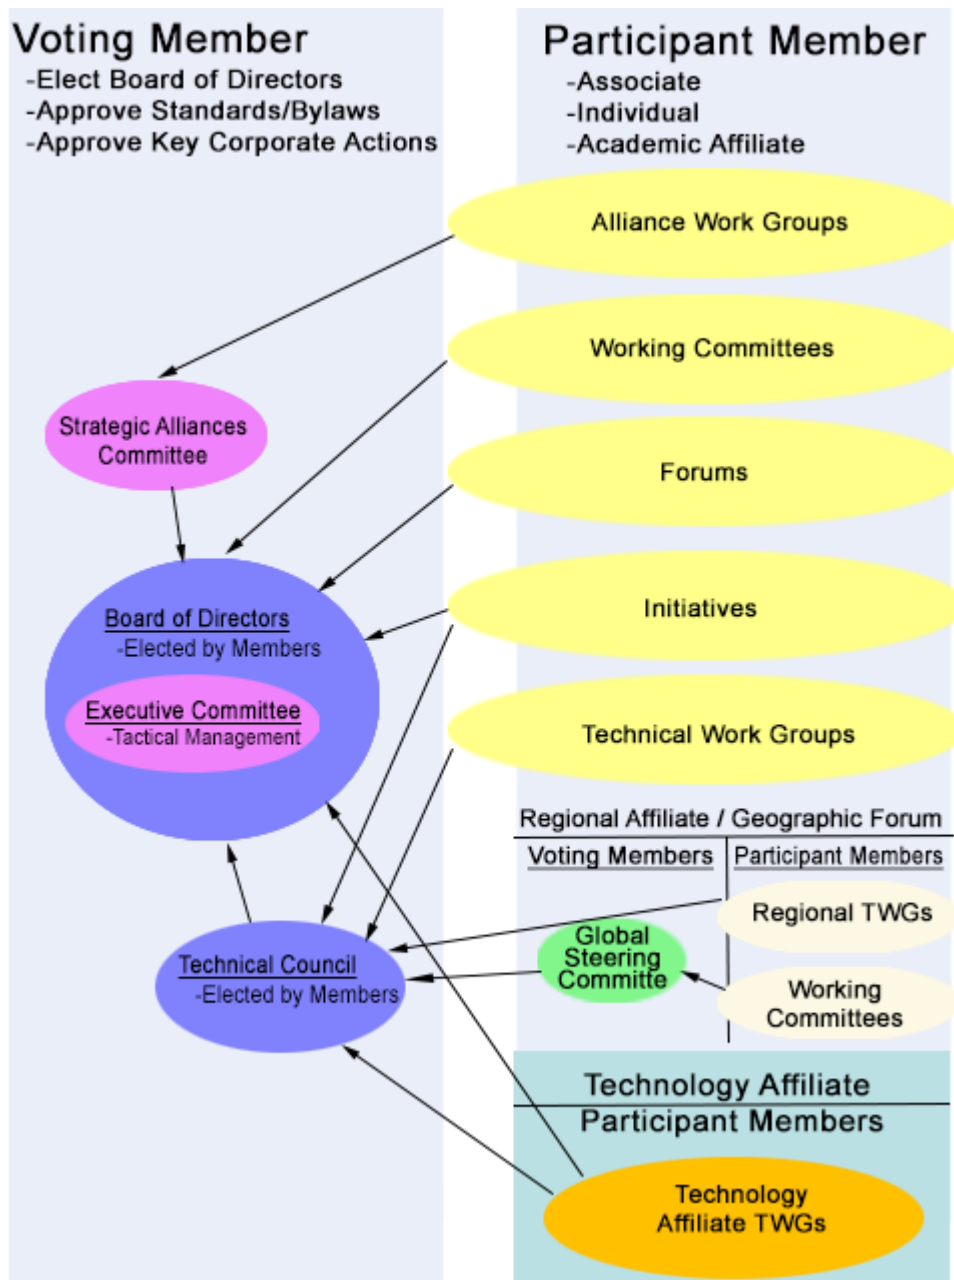 Voting Member
-Elect Board of Directors
-Approve Standards/Bylaws
-Approve Key Corporate Actions
Participant Member
-Associate
-Individual
-Academic Affiliate
Alliance Work Groups
Working Committees
Strategic Alliances
Committee
Forums
Board of Directors
-Elected by Members
Initiatives
Executive Committee
-Tactical Management
Technical Work Groups
Regional Affiliate / Geographic Forum
Voting Members
Participant Members
Regional TWGs
Global
Steering
Committe
Technical Council
-Elected by Members
Working
Committees
Technology Affiliate
Participant Members
Technology
Affiliate TWGs